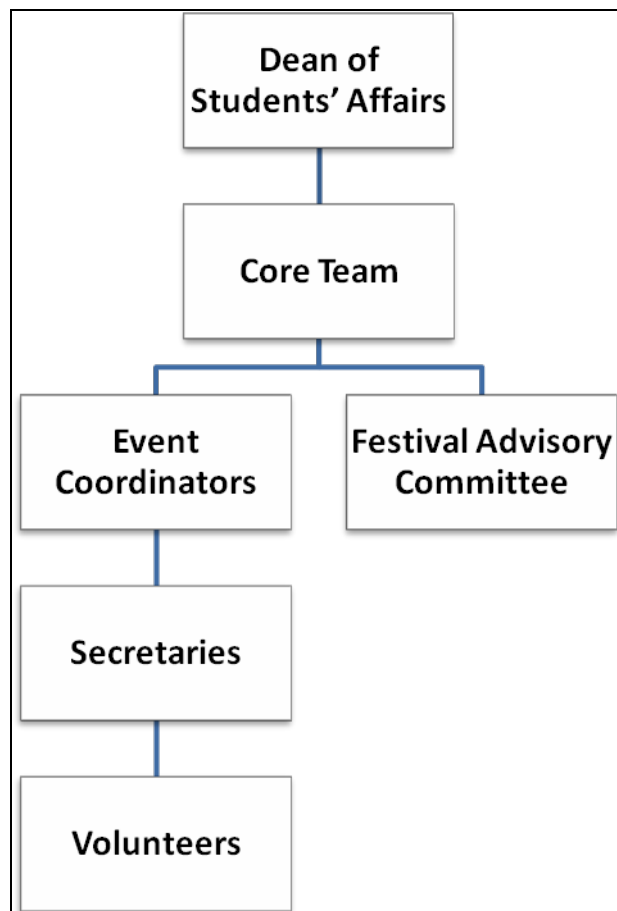 Dean of
Students’ Affairs
Core Team
Event
Coordinators
Festival Advisory
Committee
Secretaries
Volunteers